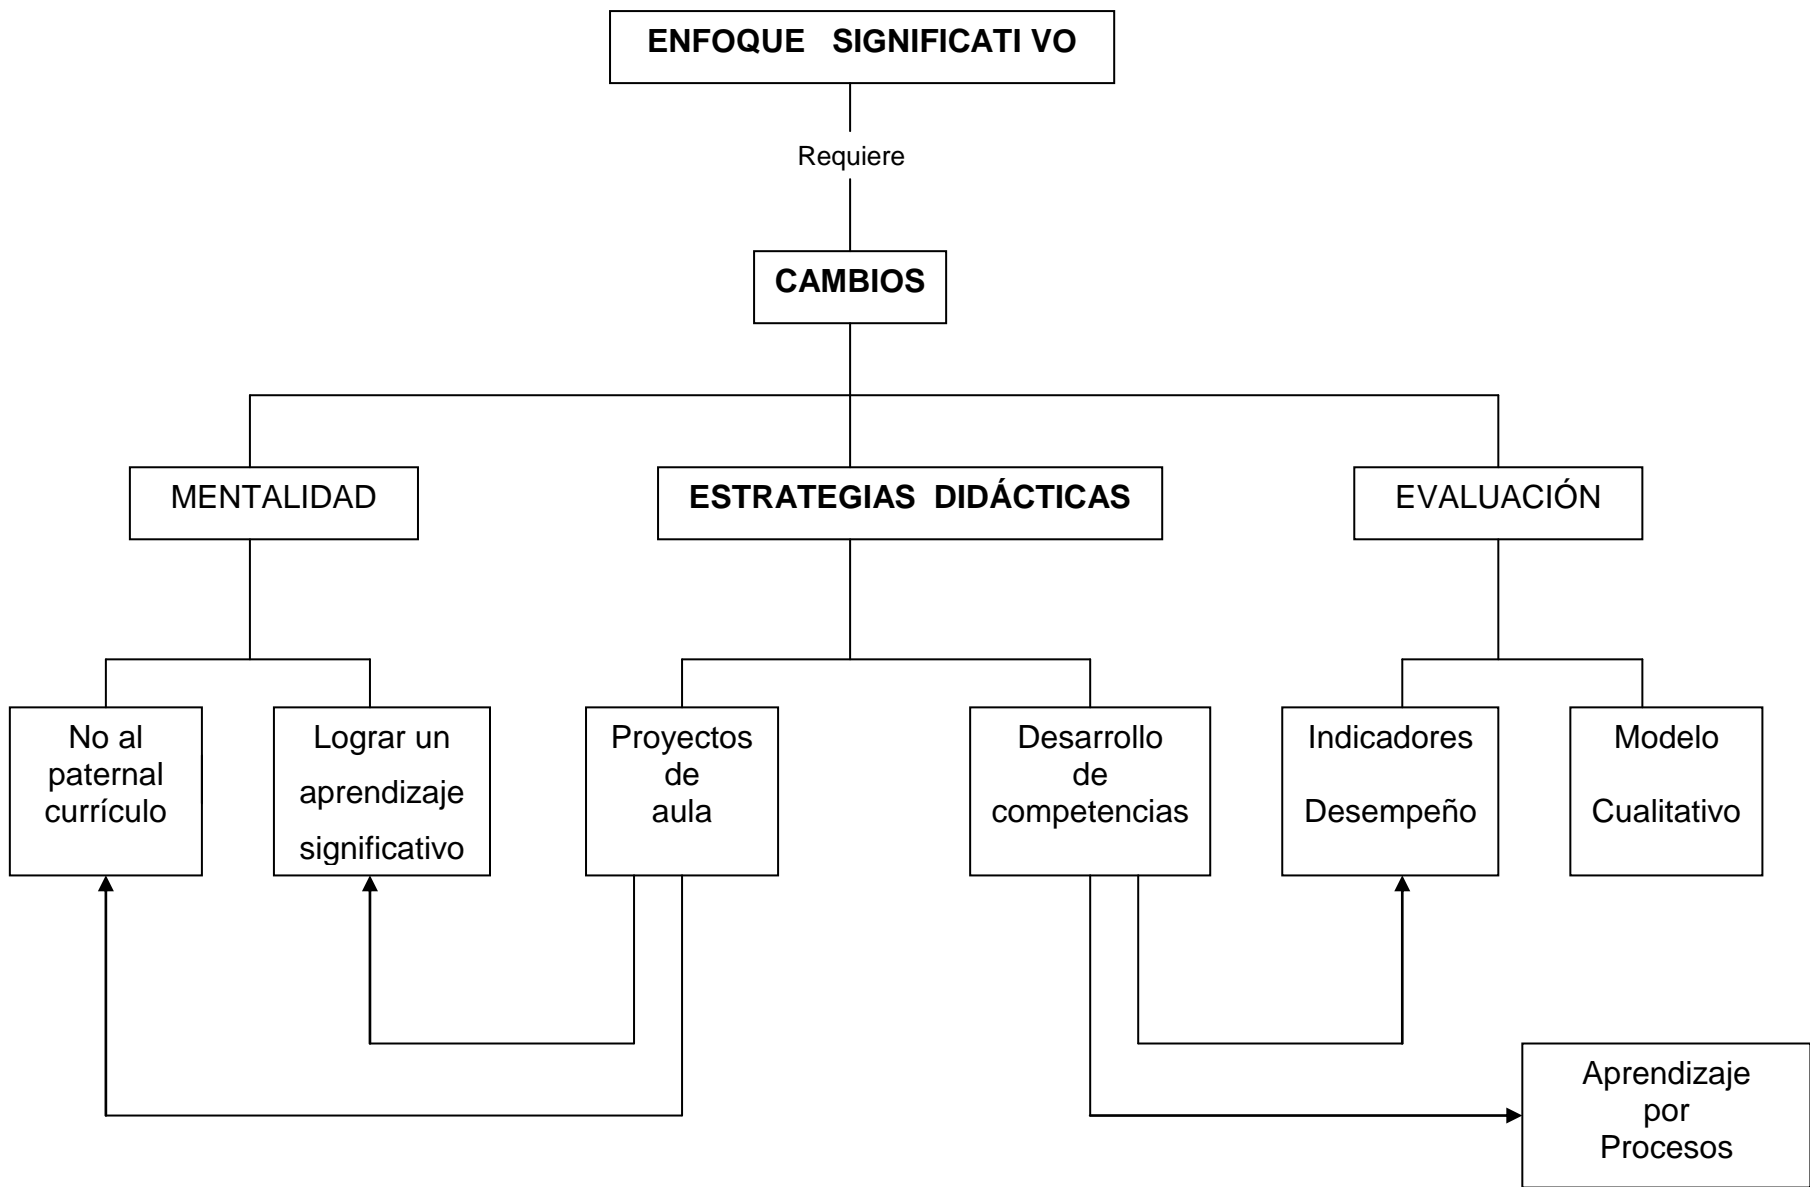 ENFOQUE SIGNIFICATI VO
Requiere
CAMBIOS
MENTALIDAD
ESTRATEGIAS DIDÁCTICAS
EVALUACIÓN
No al
paternal
currículo
Lograr un
aprendizaje
significativo
Proyectos
de
aula
Desarrollo
de
competencias
Indicadores
Desempeño
Modelo
Cualitativo
Aprendizaje
por
Procesos